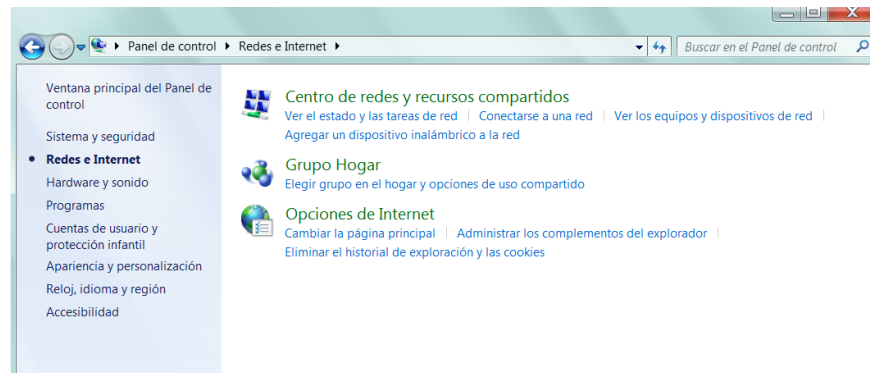 Panel de control Redes e Internet
Buscar en el Panel de control
Ventana principal del Panel de
control
Sistema y seguridad
Redes e Internet
Hardware y sonido
Programas
Cuentas de usuario y
protección infantil
Apariencia y personalización
Reloj, idioma y región
Accesibilidad
Centro de redes y recursos compartidos
Ver el estado y las tareas de red Conectarse a una red Ver los equipos y dispositivos de red
Agregar un dispositivo inalámbrico a la red
Grupo Hogar
Elegir grupo en el hogar y opciones de uso compartido
Opciones de Internet
Cambiar la página principal Administrar los complementos del explorador
Eliminar el historial de exploración y las cookies